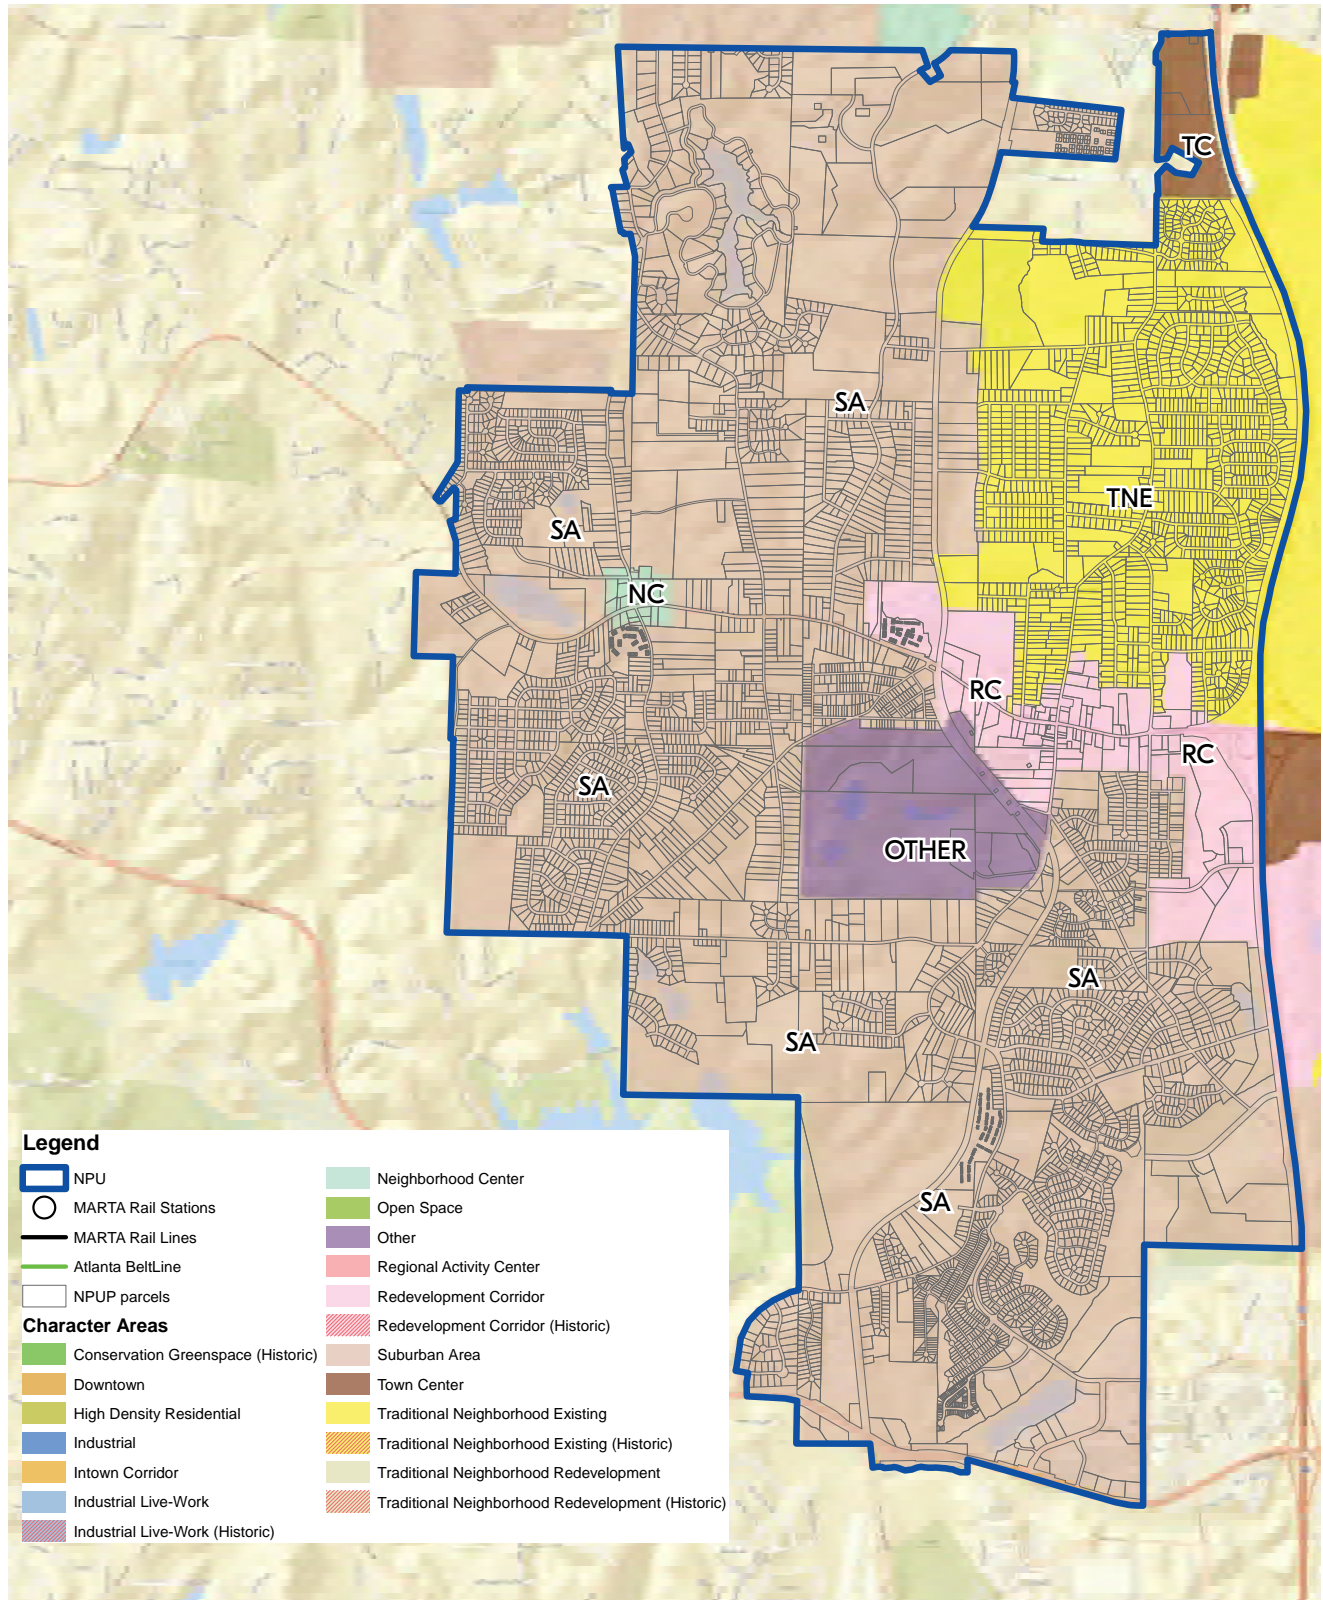 TC
SA
TNE
SA
NC
RC
RC
SA
OTHER
SA
SA
SA
Legend
NPU
MARTA Rail Stations
MARTA Rail Lines
Atlanta BeltLine
NPUP parcels
Character Areas
Conservation Greenspace (Historic)
Downtown
High Density Residential
Industrial
Intown Corridor
Industrial Live-Work
Industrial Live-Work (Historic)
Neighborhood Center
Open Space
Other
Regional Activity Center
Redevelopment Corridor
Redevelopment Corridor (Historic)
Suburban Area
Town Center
Traditional Neighborhood Existing
Traditional Neighborhood Existing (Historic)
Traditional Neighborhood Redevelopment
Traditional Neighborhood Redevelopment (Historic)